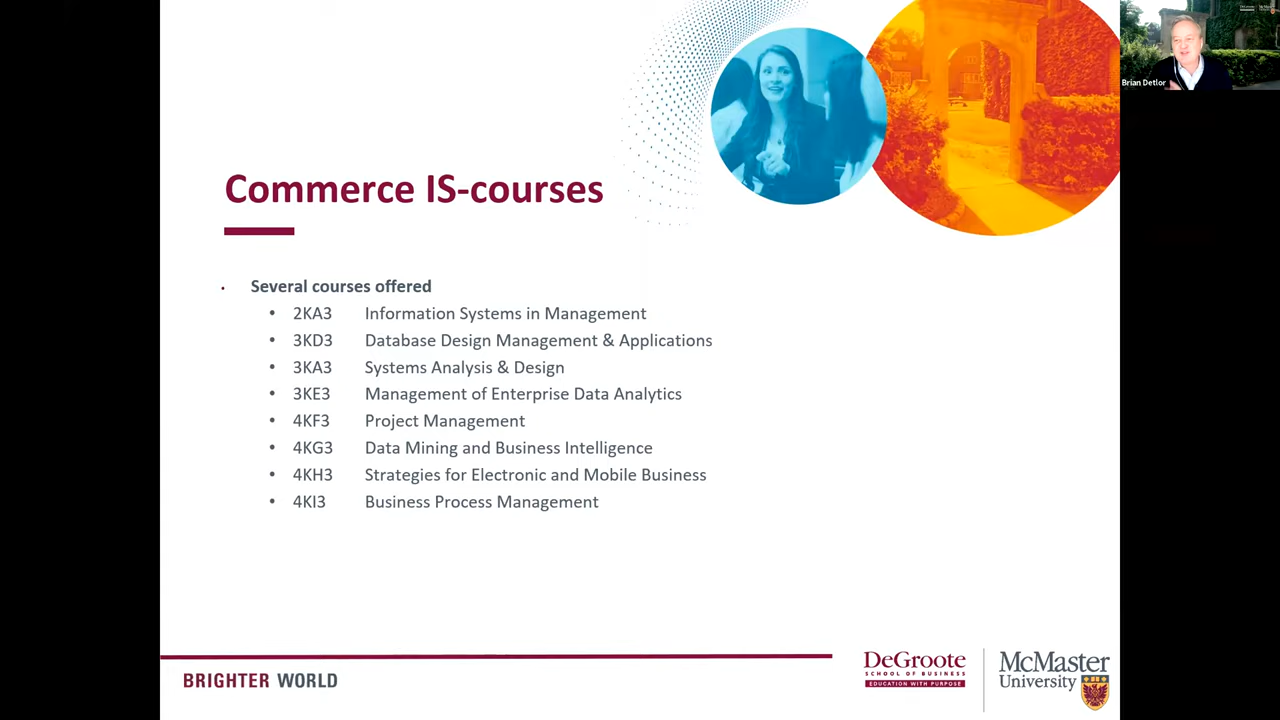 Brian Detlor
Commerce IS-courses
• Several courses offered
• 2KA3 Information Systems in Management
• 3KD3 Database Design Management & Applications
• 3KA3 Systems Analysis & Design
• 3KE3 Management of Enterprise Data Analytics
• 4KF3 Project Management
• 4KG3 Data Mining and Business Intelligence
• 4KH3 Strategies for Electronic and Mobile Business
• 4KI3 Business Process Management
BRIGHTER WORLD
DeGroote
SCHOOL OF BUSINESS
EDUCATION WITH PURPOSE
McMaster
University